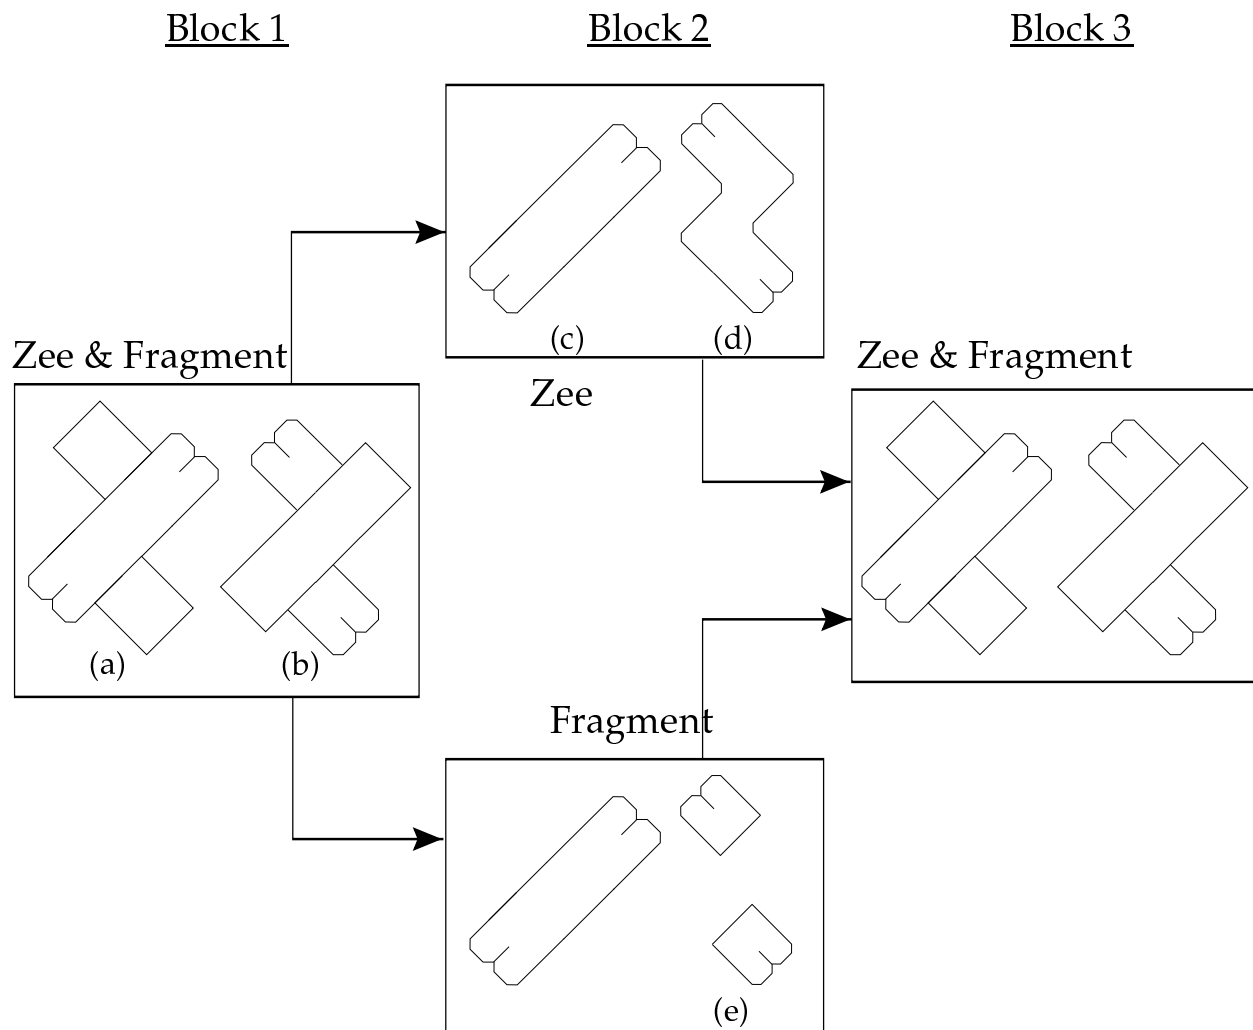 Block 1
Block 2
Block 3
(c)
(d)
Zee & Fragment
Zee
Zee & Fragment
(a)
(b)
Fragment
(e)